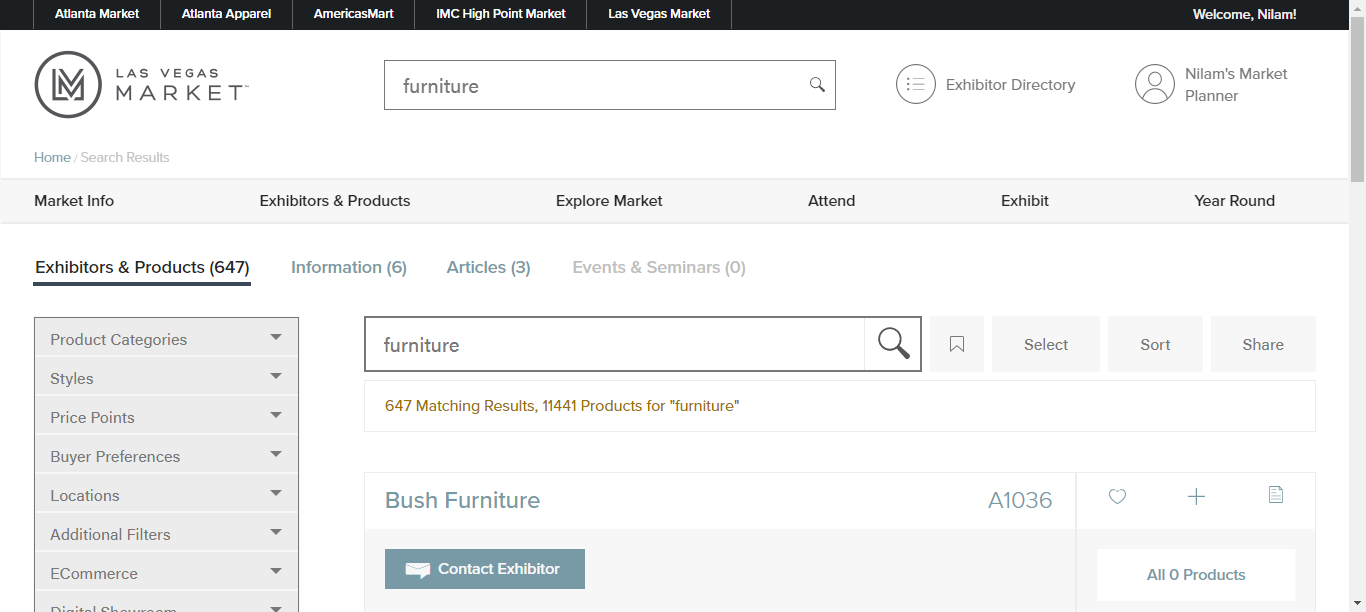 Atlanta Market Atlanta Apparel AmericasMart IMC High Point Market Las Vegas Market Welcome, Nilam!
LAS VEGAS
MARKET™
furniture
Exhibitor Directory
Nilam's Market
Planner
Home / Search Results
Market Info Exhibitors & Products Explore Market Attend Exhibit Year Round
Exhibitors & Products (647) Information (6) Articles (3) Events & Seminars (0)
Product Categories
Styles
Price Points
Buyer Preferences
Locations
Additional Filters
ECommerce
Digital Showroom
furniture
Select Sort Share
647 Matching Results, 11441 Products for "furniture"
Bush Furniture A1036
Contact Exhibitor
All 0 Products